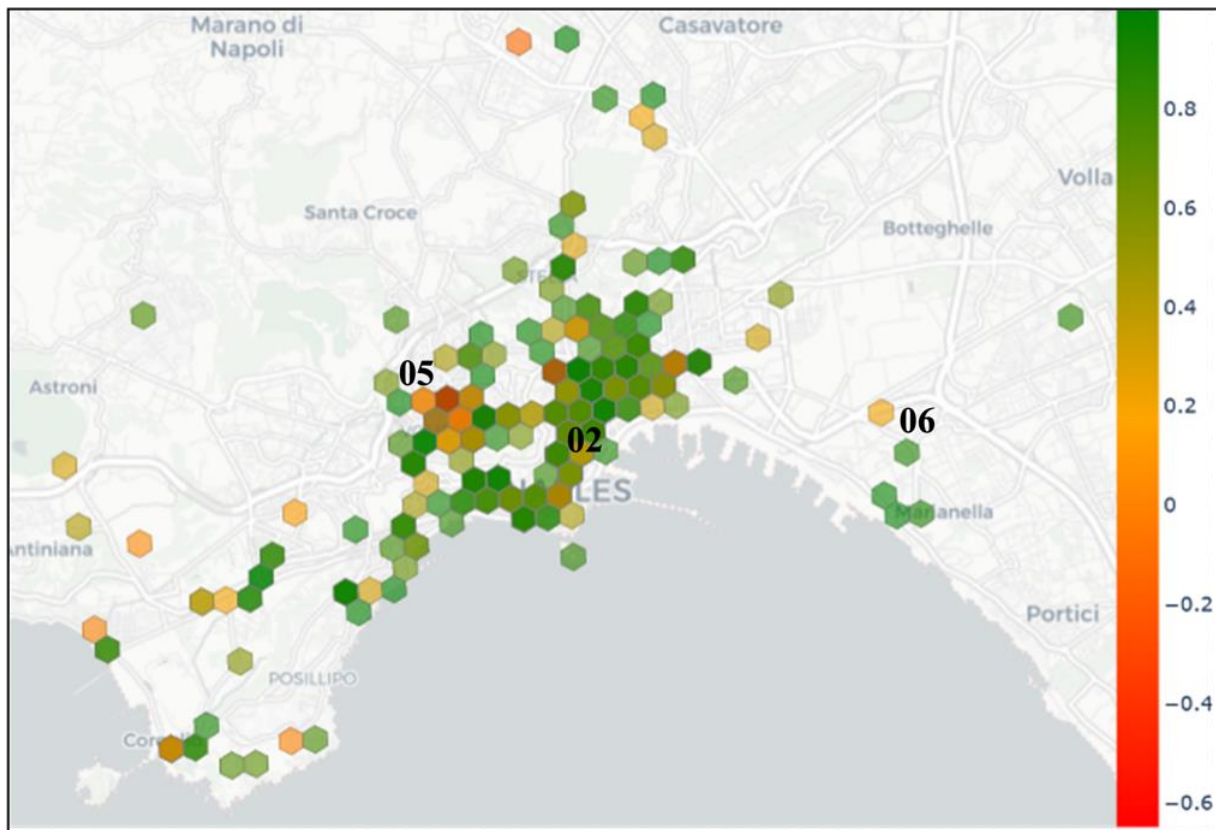 Marano di
Napoli
Casavatore
0.8
Volla
Santa Croce
0.6
Botteghelle
0.4
05
Astroni
0.2
06
02
0
Marianella
Antiniana
−0.2
Portici
POSILLIPO
−0.4
−0.6